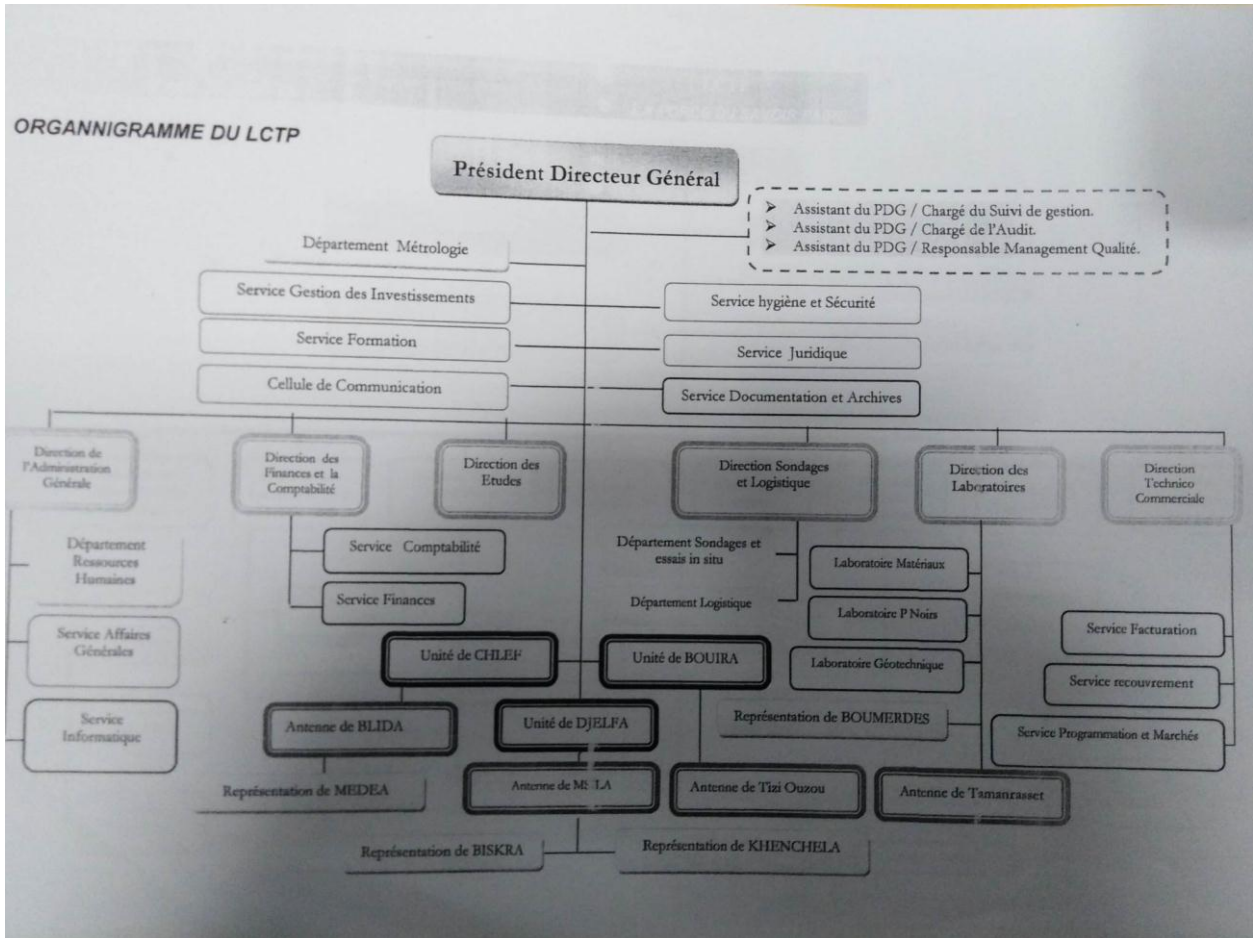 ORGANNIGRAMME DU LCTP
Président Directeur Général
➢ Assistant du PDG / Chargé du Suivi de gestion.
➢ Assistant du PDG / Chargé de l'Audit.
➢ Assistant du PDG / Responsable Management Qualité.
Département Métrologie
Service Gestion des Investissements
Service hygiène et Sécurité
Service Formation
Service Juridique
Cellule de Communication
Service Documentation et Archives
Direction de
l'Administration
Générale
Direction des
Finances et la
Comptabilité
Direction des
Etudes
Direction Sondages
et Logistique
Direction des
Laboratoires
Direction
Technico
Commerciale
Département
Ressources
Humaines
Service Affaires
Générales
Service
Informatique
Service Comptabilité
Service Finances
Département Sondages et
essais in situ
Département Logistique
Laboratoire Matériaux
Laboratoire P Noirs
Laboratoire Géotechnique
Service Facturation
Service recouvrement
Service Programmation et Marchés
Unité de CHLEF
Unité de BOUIRA
Antenne de BLIDA
Unité de DJELFA
Représentation de BOUMERDES
Représentation de MEDEA
Antenne de
Antenne de Tizi Ouzou
Antenne de Tamanrasset
Représentation de BISKRA
Représentation de KHENCHELA